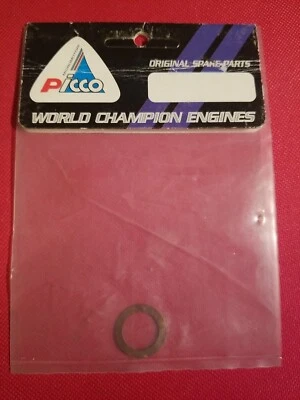 PICCO
ORIGINAL SPARE PARTS
WORLD CHAMPION ENGINES